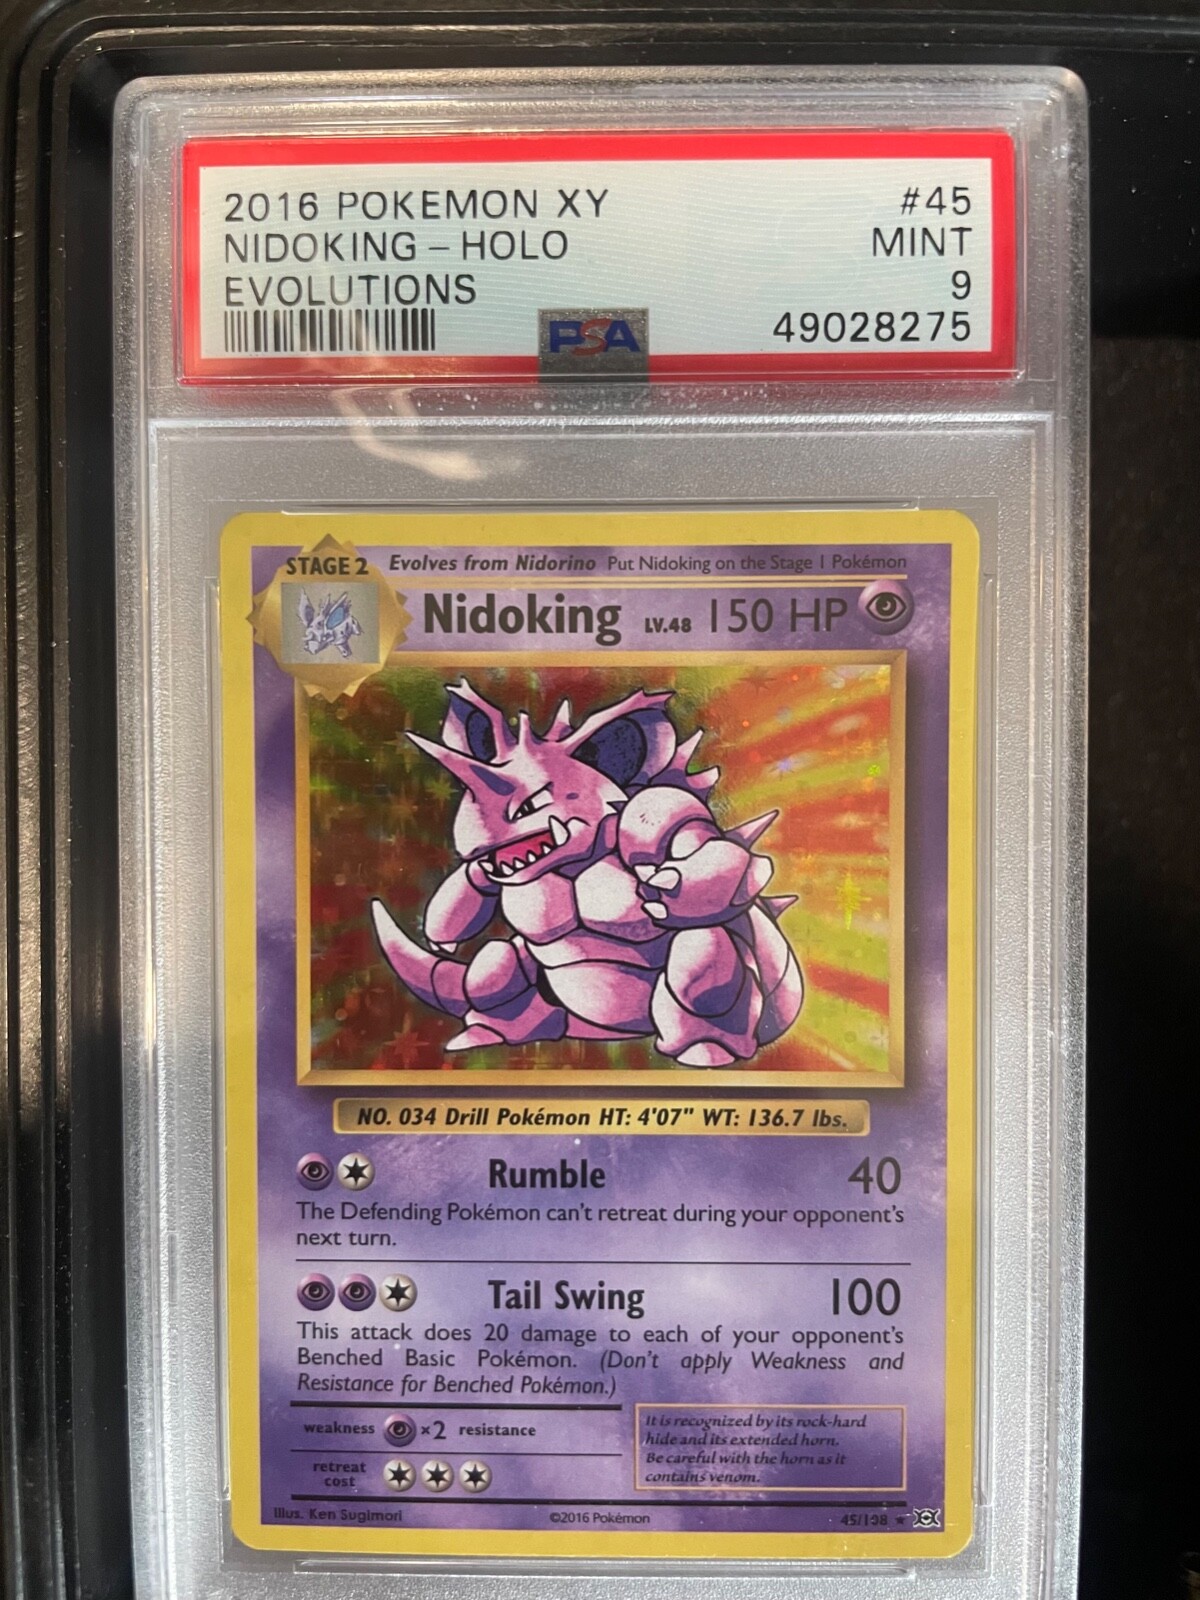 2016 POKEMON XY #45
NIDOKING – HOLO MINT
EVOLUTIONS 9
PSA 49028275
STAGE 2 Evolves from Nidorino Put Nidoking on the Stage 1 Pokémon
Nidoking LV.48 150 HP
NO. 034 Drill Pokémon HT: 4'07" WT: 136.7 lbs.
Rumble 40
The Defending Pokémon can't retreat during your opponent's
next turn.
Tail Swing 100
This attack does 20 damage to each of your opponent's
Benched Basic Pokémon. (Don't apply Weakness and
Resistance for Benched Pokémon.)
weakness ×2 resistance
retreat
cost
It is recognized by its rock-hard
hide and its extended horn.
Be careful with the horn as it
contains venom.
Illus. Ken Sugimori ©2016 Pokémon 45/108 ★